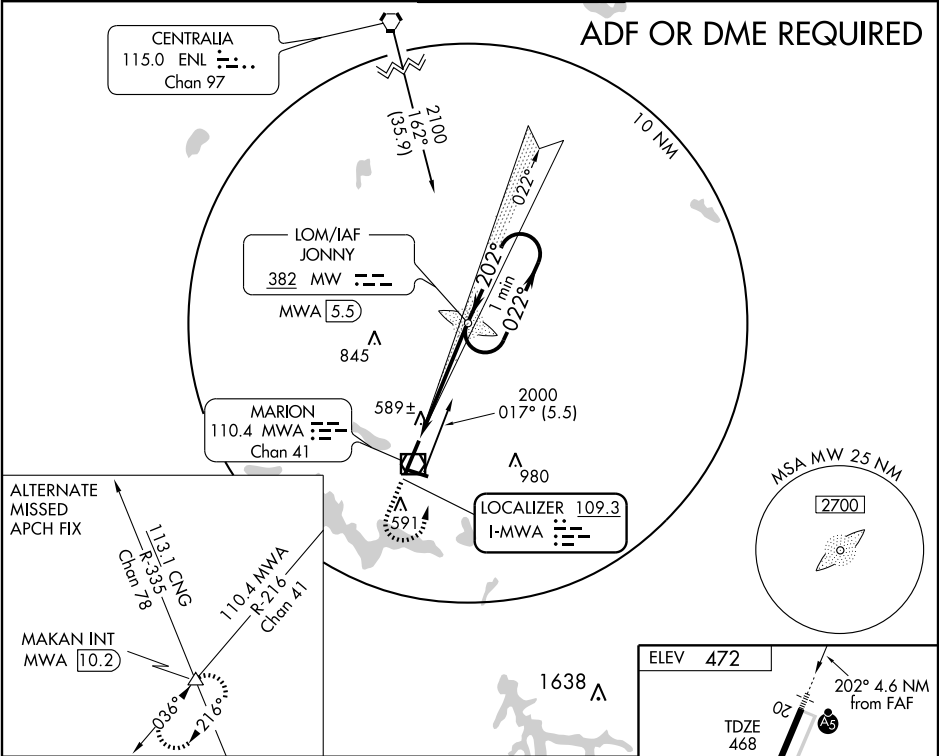 ADF OR DME REQUIRED
CENTRALIA
115.0 ENL
Chan 97
2100
162°
(35.9)
10 NM
022°
LOM/IAF
JONNY
382 MW
MWA 5.5
202°
1 min
022°
845
589±
2000
017° (5.5)
MARION
110.4 MWA
Chan 41
980
591
LOCALIZER 109.3
I-MWA
MSA MW 25 NM
2700
ALTERNATE
MISSED
APCH FIX
113.1 CNG
R-335
Chan 78
110.4 MWA
R-216
Chan 41
MAKAN INT
MWA 10.2
036°
216°
1638
ELEV 472
202° 4.6 NM
from FAF
20
A5
TDZE
468